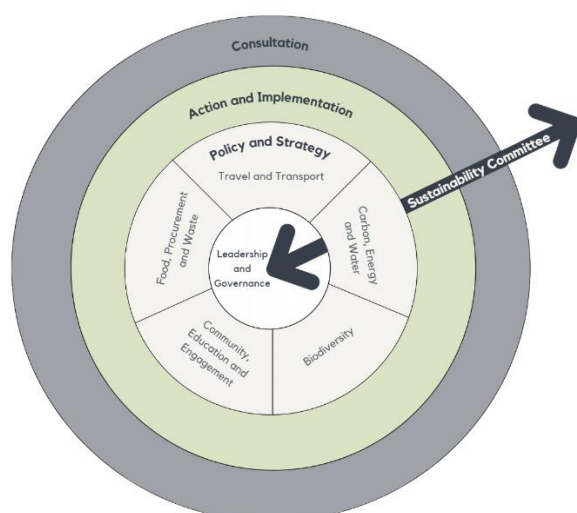 Consultation
Action and Implementation
Policy and Strategy
Travel and Transport
Sustainability Committee
Food, Procurement
and Waste
Carbon, Energy
and Water
Leadership
and
Governance
Community,
Education and
Engagement
Biodiversity